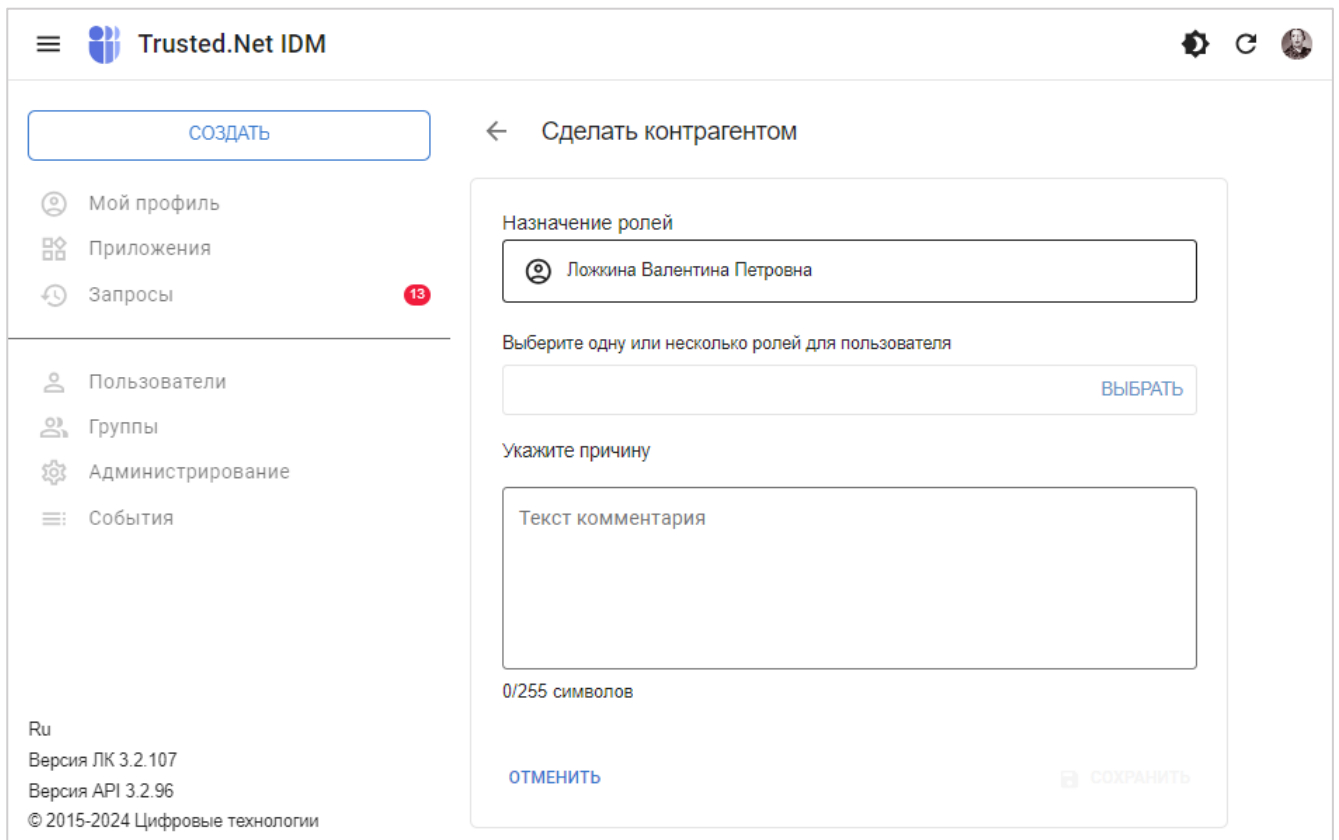 Trusted.Net IDM
СОЗДАТЬ
Мой профиль
Приложения
Запросы 13
Пользователи
Группы
Администрирование
События
Ru
Версия ЛК 3.2.107
Версия API 3.2.96
© 2015-2024 Цифровые технологии
Сделать контрагентом
Назначение ролей
Ложкина Валентина Петровна
Выберите одну или несколько ролей для пользователя
ВЫБРАТЬ
Укажите причину
Текст комментария
0/255 символов
ОТМЕНИТЬ СОХРАНИТЬ